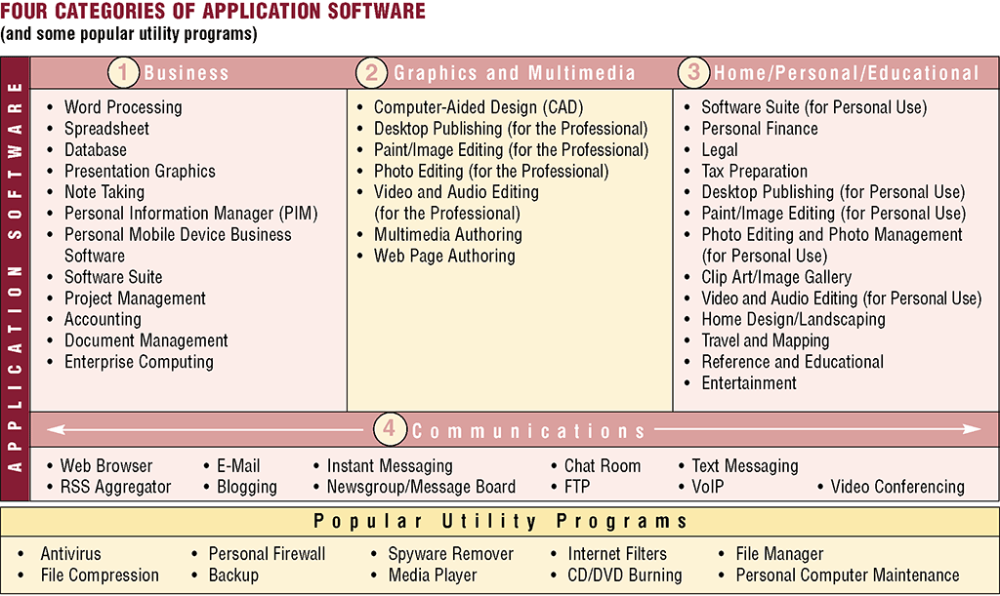 FOUR CATEGORIES OF APPLICATION SOFTWARE
(and some popular utility programs)
APPLICATION SOFTWARE
1 Business
• Word Processing
• Spreadsheet
• Database
• Presentation Graphics
• Note Taking
• Personal Information Manager (PIM)
• Personal Mobile Device Business
Software
• Software Suite
• Project Management
• Accounting
• Document Management
• Enterprise Computing
2 Graphics and Multimedia
• Computer-Aided Design (CAD)
• Desktop Publishing (for the Professional)
• Paint/Image Editing (for the Professional)
• Photo Editing (for the Professional)
• Video and Audio Editing
(for the Professional)
• Multimedia Authoring
• Web Page Authoring
3 Home/Personal/Educational
• Software Suite (for Personal Use)
• Personal Finance
• Legal
• Tax Preparation
• Desktop Publishing (for Personal Use)
• Paint/Image Editing (for Personal Use)
• Photo Editing and Photo Management
(for Personal Use)
• Clip Art/Image Gallery
• Video and Audio Editing (for Personal Use)
• Home Design/Landscaping
• Travel and Mapping
• Reference and Educational
• Entertainment
4 Communications
• Web Browser • E-Mail • Instant Messaging • Chat Room • Text Messaging
• RSS Aggregator • Blogging • Newsgroup/Message Board • FTP • VoIP • Video Conferencing
Popular Utility Programs
• Antivirus • Personal Firewall • Spyware Remover • Internet Filters • File Manager
• File Compression • Backup • Media Player • CD/DVD Burning • Personal Computer Maintenance